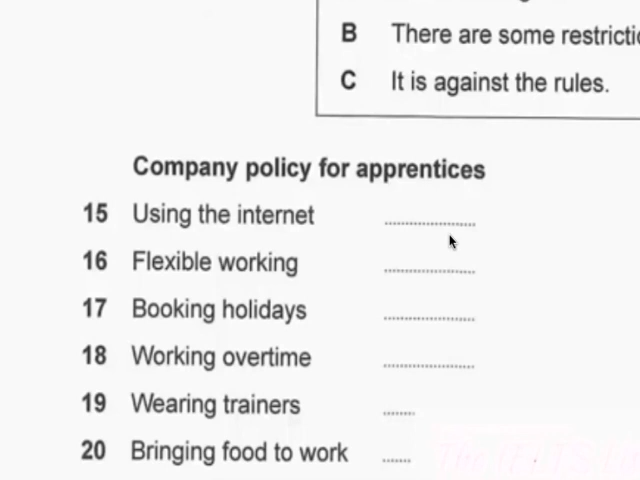 B There are some
C It is against the rules.
Company policy for apprentices
15 Using the internet ........................
16 Flexible working ........................
17 Booking holidays ........................
18 Working overtime ........................
19 Wearing trainers ........
20 Bringing food to work .......